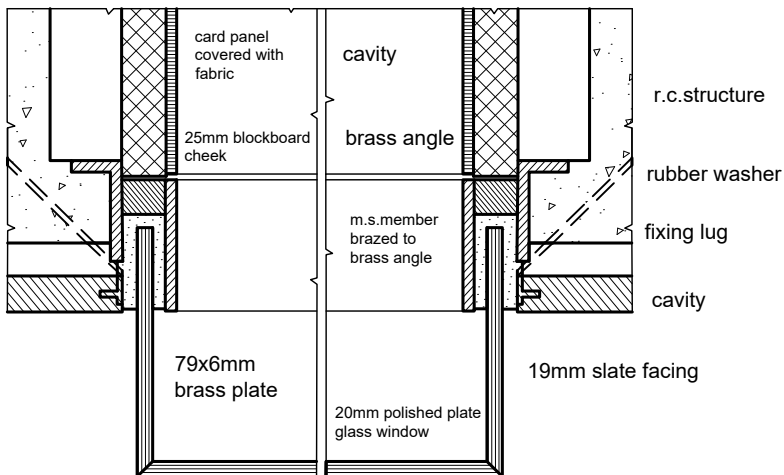 card panel
covered with
fabric
cavity
r.c.structure
25mm blockboard
cheek
brass angle
rubber washer
m.s.member
brazed to
brass angle
fixing lug
cavity
79x6mm
brass plate
19mm slate facing
20mm polished plate
glass window